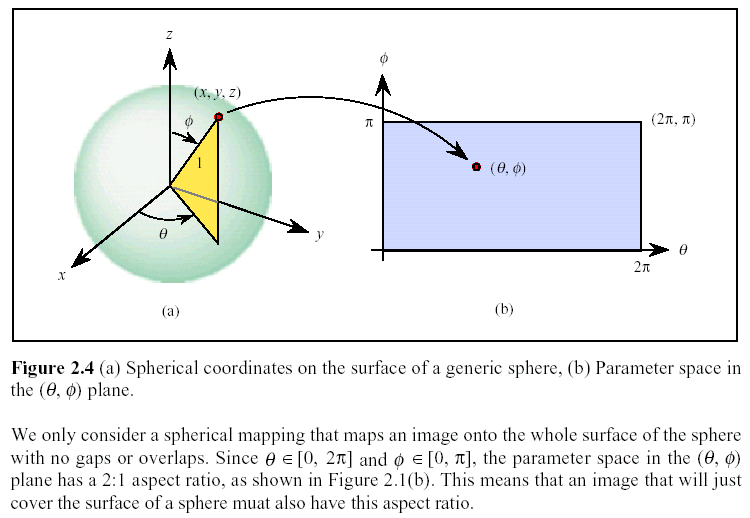 z
(x, y, z)
ϕ
1
θ
x
y
(a)
ϕ
π
(2π, π)
(θ, ϕ)
θ
2π
(b)
Figure 2.4 (a) Spherical coordinates on the surface of a generic sphere, (b) Parameter space in
the (θ, ϕ) plane.
We only consider a spherical mapping that maps an image onto the whole surface of the sphere
with no gaps or overlaps. Since θ ∈ [0, 2π] and ϕ ∈ [0, π], the parameter space in the (θ, ϕ)
plane has a 2:1 aspect ratio, as shown in Figure 2.1(b). This means that an image that will just
cover the surface of a sphere muat also have this aspect ratio.